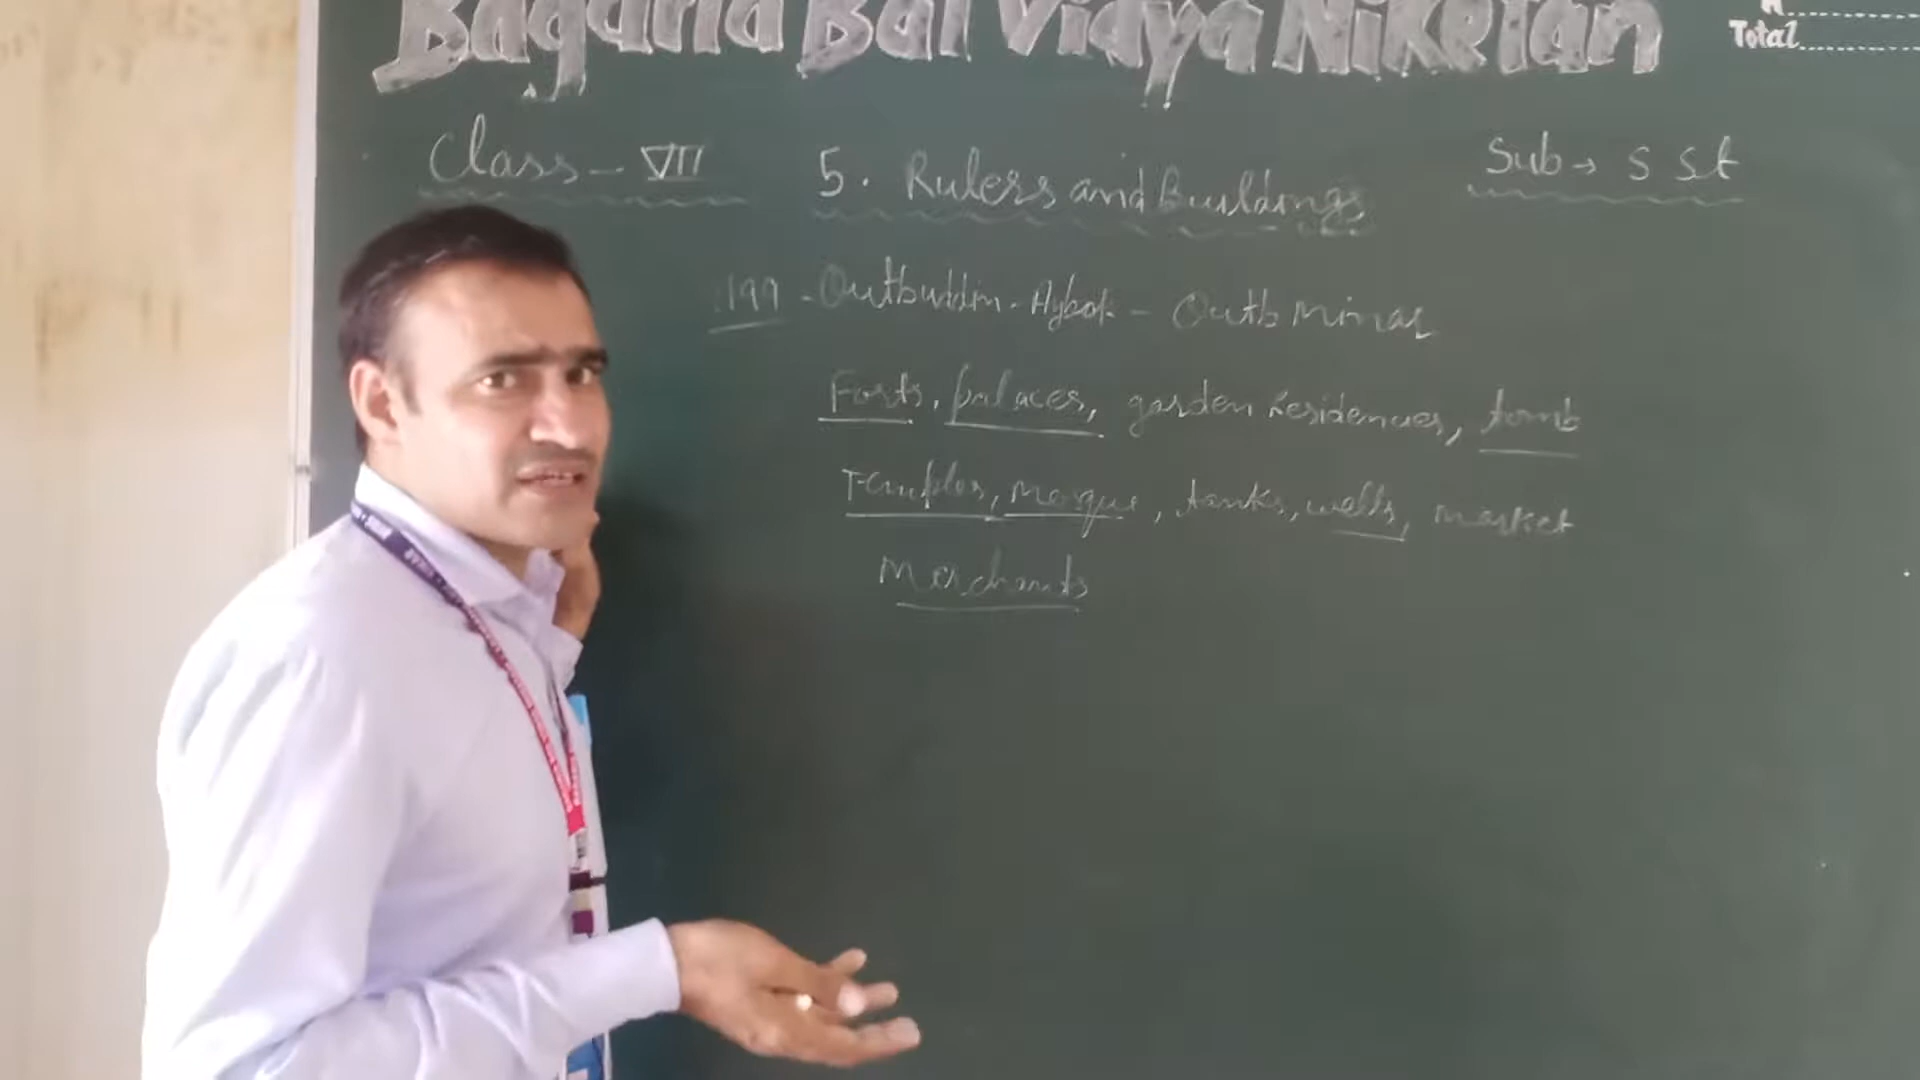 Bagaria Bal Vidya Niketan
Total
Class - VII
5. Rulers and Buildings
Sub → S St
199 - Qutbuddin - Aybak - Qutb Minar
Forts, palaces, garden residences, tomb
Temples, mosque, tanks, wells, market
Merchants